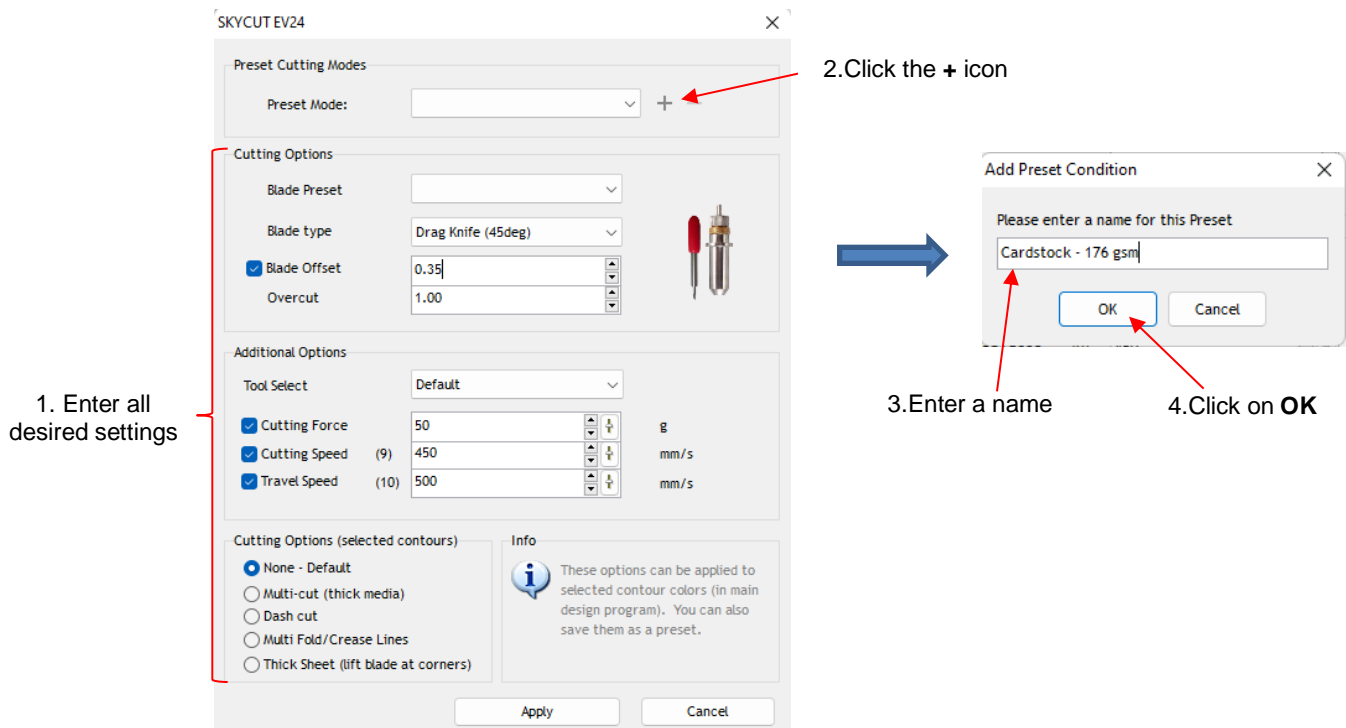 SKYCUT EV24
Preset Cutting Modes
Preset Mode:
2.Click the + icon
Cutting Options
Blade Preset
Blade type
Drag Knife (45deg)
Blade Offset
0.35
Overcut
1.00
Additional Options
Tool Select
Default
Cutting Force
50
g
Cutting Speed (9)
450
mm/s
Travel Speed (10)
500
mm/s
1. Enter all
desired settings
Cutting Options (selected contours)
None - Default
Multi-cut (thick media)
Dash cut
Multi Fold/Crease Lines
Thick Sheet (lift blade at corners)
Info
These options can be applied to
selected contour colors (in main
design program). You can also
save them as a preset.
Apply
Cancel
Add Preset Condition
Please enter a name for this Preset
Cardstock - 176 gsm
OK
Cancel
3.Enter a name
4.Click on OK